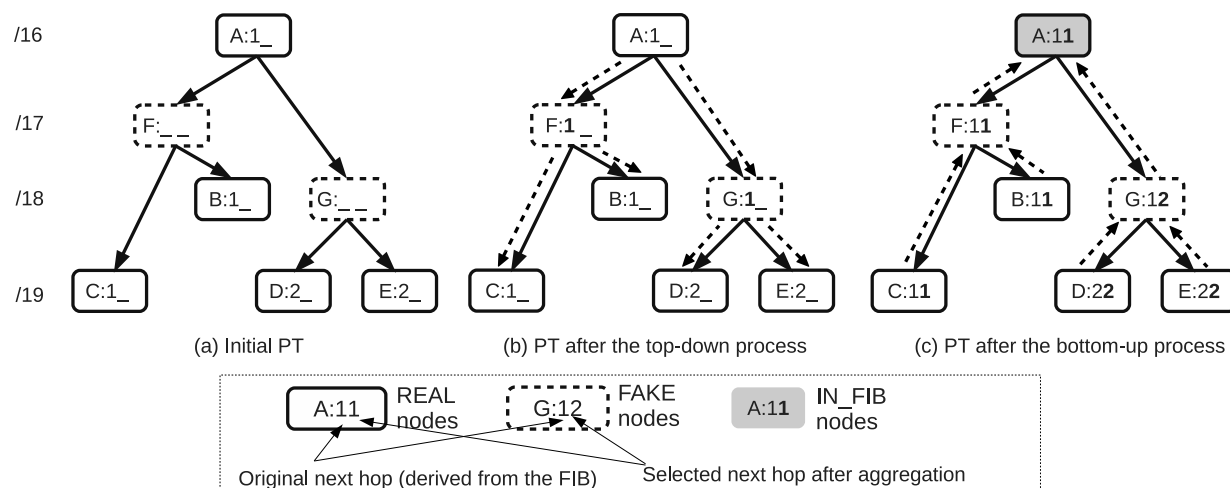 /16
A:1_
A:1_
A:11
/17
F:_ _
F:1_
F:11
/18
B:1_
G:_ _
B:1_
G:1_
B:11
G:12
/19
C:1_
D:2_
E:2_
C:1_
D:2_
E:2_
C:11
D:22
E:22
(a) Initial PT
(b) PT after the top-down process
(c) PT after the bottom-up process
A:11
REAL
nodes
G:12
FAKE
nodes
A:11
IN_FIB
nodes
Original next hop (derived from the FIB)
Selected next hop after aggregation